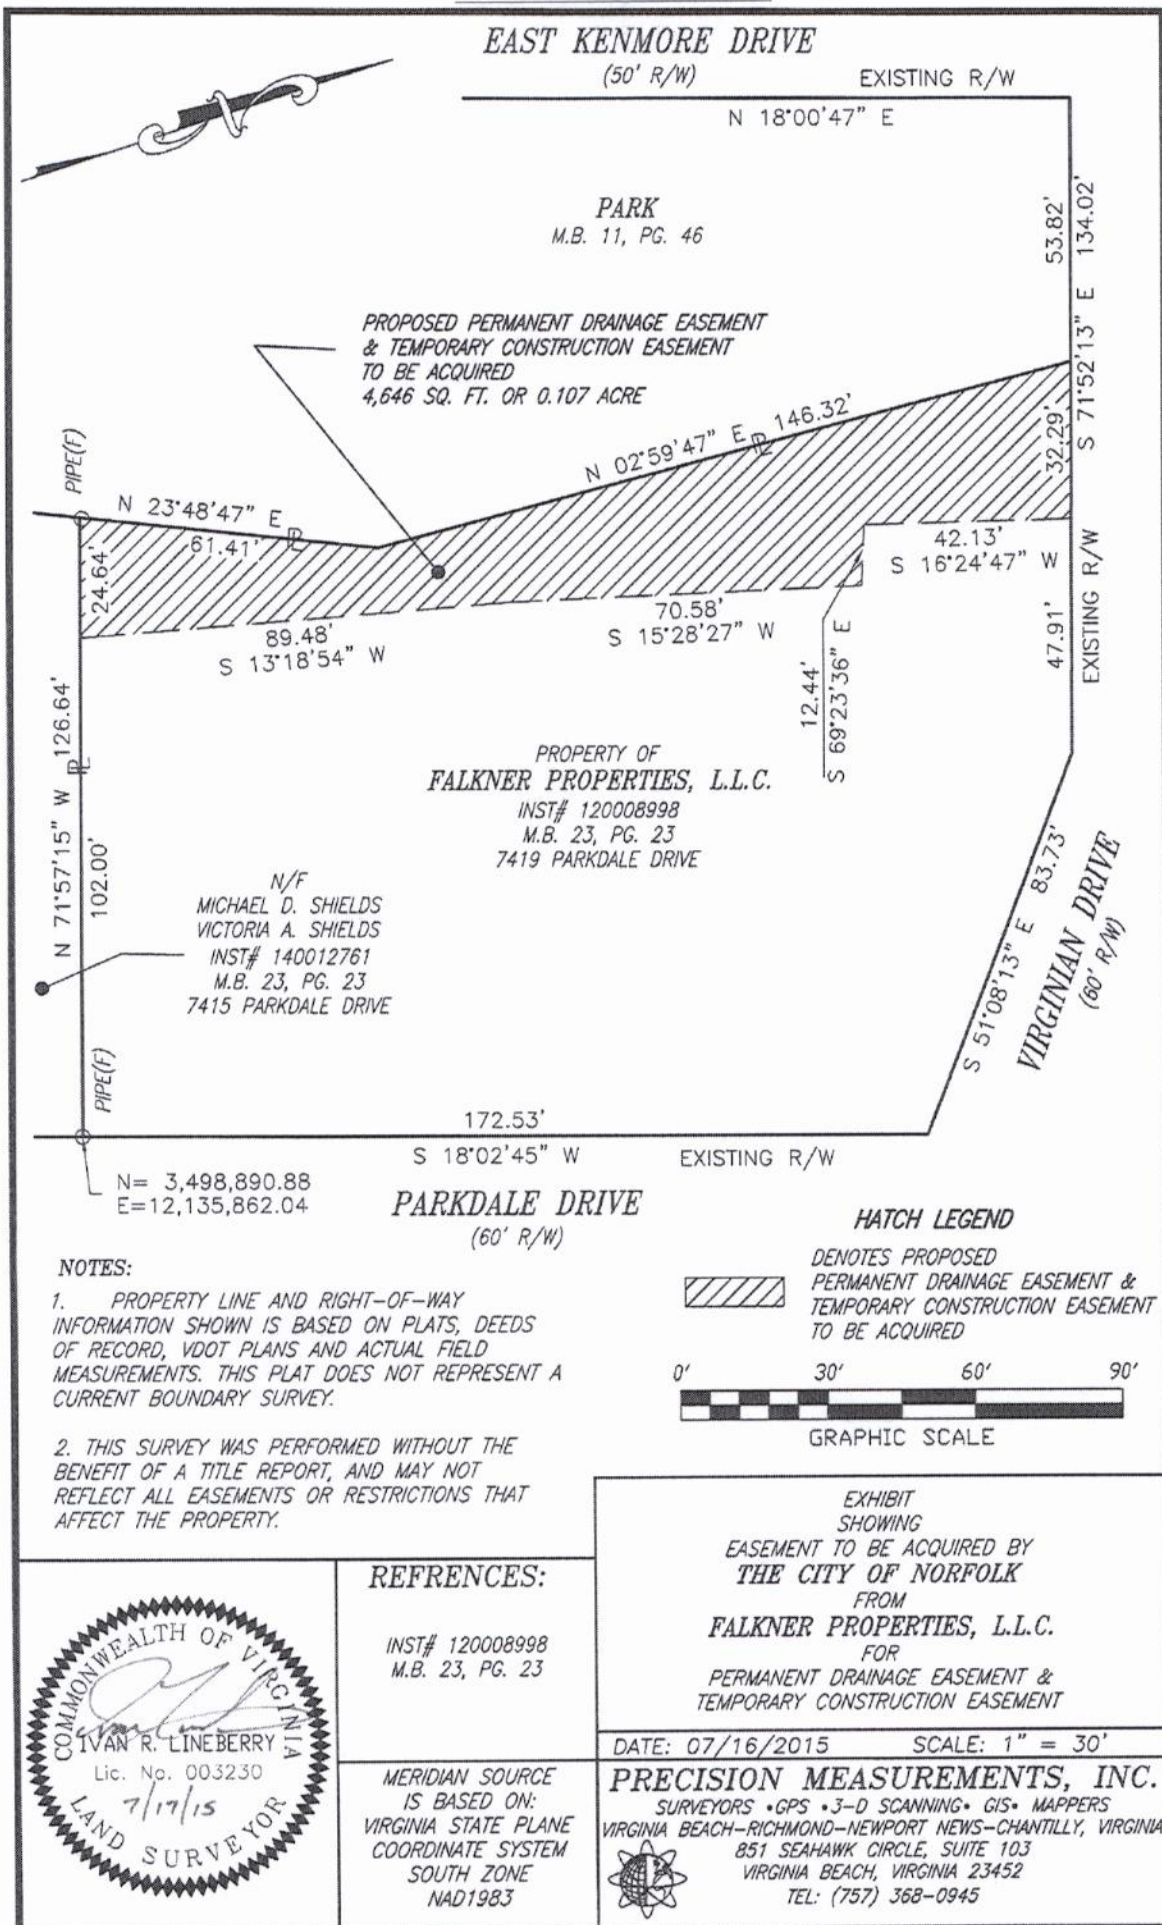 EAST KENMORE DRIVE
(50' R/W)
EXISTING R/W
N 18°00'47" E
N
PARK
M.B. 11, PG. 46
53.82'
S 71°52'13" E 134.02'
PROPOSED PERMANENT DRAINAGE EASEMENT
& TEMPORARY CONSTRUCTION EASEMENT
TO BE ACQUIRED
4,646 SQ. FT. OR 0.107 ACRE
PIPE(F)
N 23°48'47" E
61.41'
N 02°59'47" E 146.32'
32.29'
24.64'
42.13'
S 16°24'47" W
89.48'
S 13°18'54" W
70.58'
S 15°28'27" W
12.44'
S 69°23'36" E
47.91'
EXISTING R/W
N 71°57'15" W 126.64'
102.00'
PROPERTY OF
FALKNER PROPERTIES, L.L.C.
INST# 120008998
M.B. 23, PG. 23
7419 PARKDALE DRIVE
N/F
MICHAEL D. SHIELDS
VICTORIA A. SHIELDS
INST# 140012761
M.B. 23, PG. 23
7415 PARKDALE DRIVE
S 51°08'13" E 83.73'
VIRGINIAN DRIVE
(60' R/W)
PIPE(F)
172.53'
S 18°02'45" W
EXISTING R/W
N= 3,498,890.88
E=12,135,862.04
PARKDALE DRIVE
(60' R/W)
HATCH LEGEND
DENOTES PROPOSED
PERMANENT DRAINAGE EASEMENT &
TEMPORARY CONSTRUCTION EASEMENT
TO BE ACQUIRED
0' 30' 60' 90'
GRAPHIC SCALE
NOTES:
1. PROPERTY LINE AND RIGHT-OF-WAY
INFORMATION SHOWN IS BASED ON PLATS, DEEDS
OF RECORD, VDOT PLANS AND ACTUAL FIELD
MEASUREMENTS. THIS PLAT DOES NOT REPRESENT A
CURRENT BOUNDARY SURVEY.
2. THIS SURVEY WAS PERFORMED WITHOUT THE
BENEFIT OF A TITLE REPORT, AND MAY NOT
REFLECT ALL EASEMENTS OR RESTRICTIONS THAT
AFFECT THE PROPERTY.
COMMONWEALTH OF VIRGINIA
IVAN R. LINEBERRY
Lic. No. 003230
7/17/15
LAND SURVEYOR
REFRENCES:
INST# 120008998
M.B. 23, PG. 23
MERIDIAN SOURCE
IS BASED ON:
VIRGINIA STATE PLANE
COORDINATE SYSTEM
SOUTH ZONE
NAD1983
EXHIBIT
SHOWING
EASEMENT TO BE ACQUIRED BY
THE CITY OF NORFOLK
FROM
FALKNER PROPERTIES, L.L.C.
FOR
PERMANENT DRAINAGE EASEMENT &
TEMPORARY CONSTRUCTION EASEMENT
DATE: 07/16/2015 SCALE: 1" = 30'
PRECISION MEASUREMENTS, INC.
SURVEYORS •GPS •3-D SCANNING• GIS• MAPPERS
VIRGINIA BEACH-RICHMOND-NEWPORT NEWS-CHANTILLY, VIRGINIA
851 SEAHAWK CIRCLE, SUITE 103
VIRGINIA BEACH, VIRGINIA 23452
TEL: (757) 368-0945